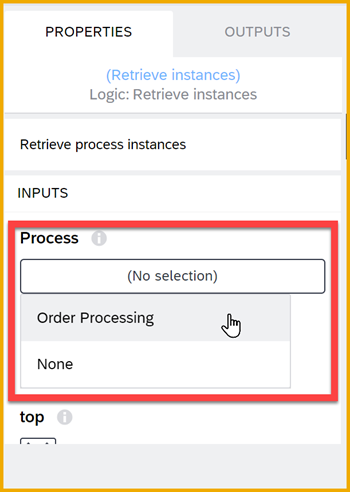 PROPERTIES OUTPUTS
(Retrieve instances)
Logic: Retrieve instances
Retrieve process instances
INPUTS
Process
(No selection)
Order Processing
None
top